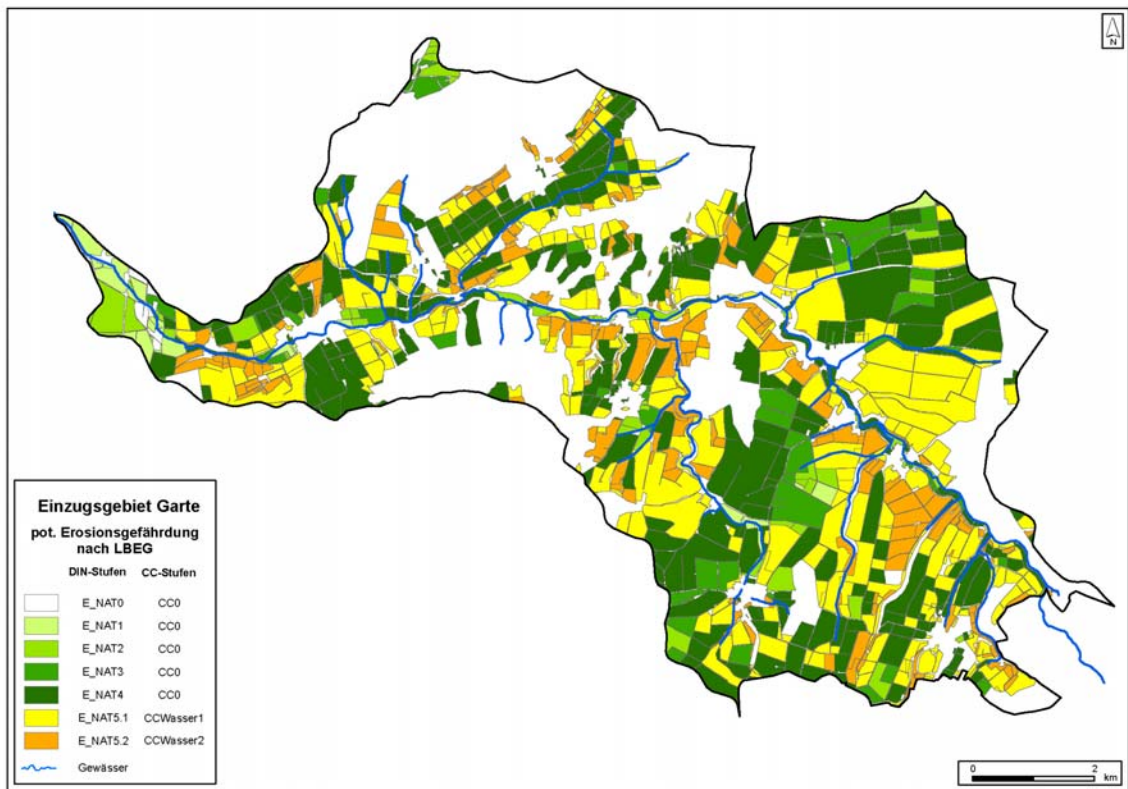 N
Einzugsgebiet Garte
pot. Erosionsgefährdung
nach LBEG
DIN-Stufen CC-Stufen
E_NAT0 CC0
E_NAT1 CC0
E_NAT2 CC0
E_NAT3 CC0
E_NAT4 CC0
E_NAT5.1 CCWasser1
E_NAT5.2 CCWasser2
Gewässer
0 2
km